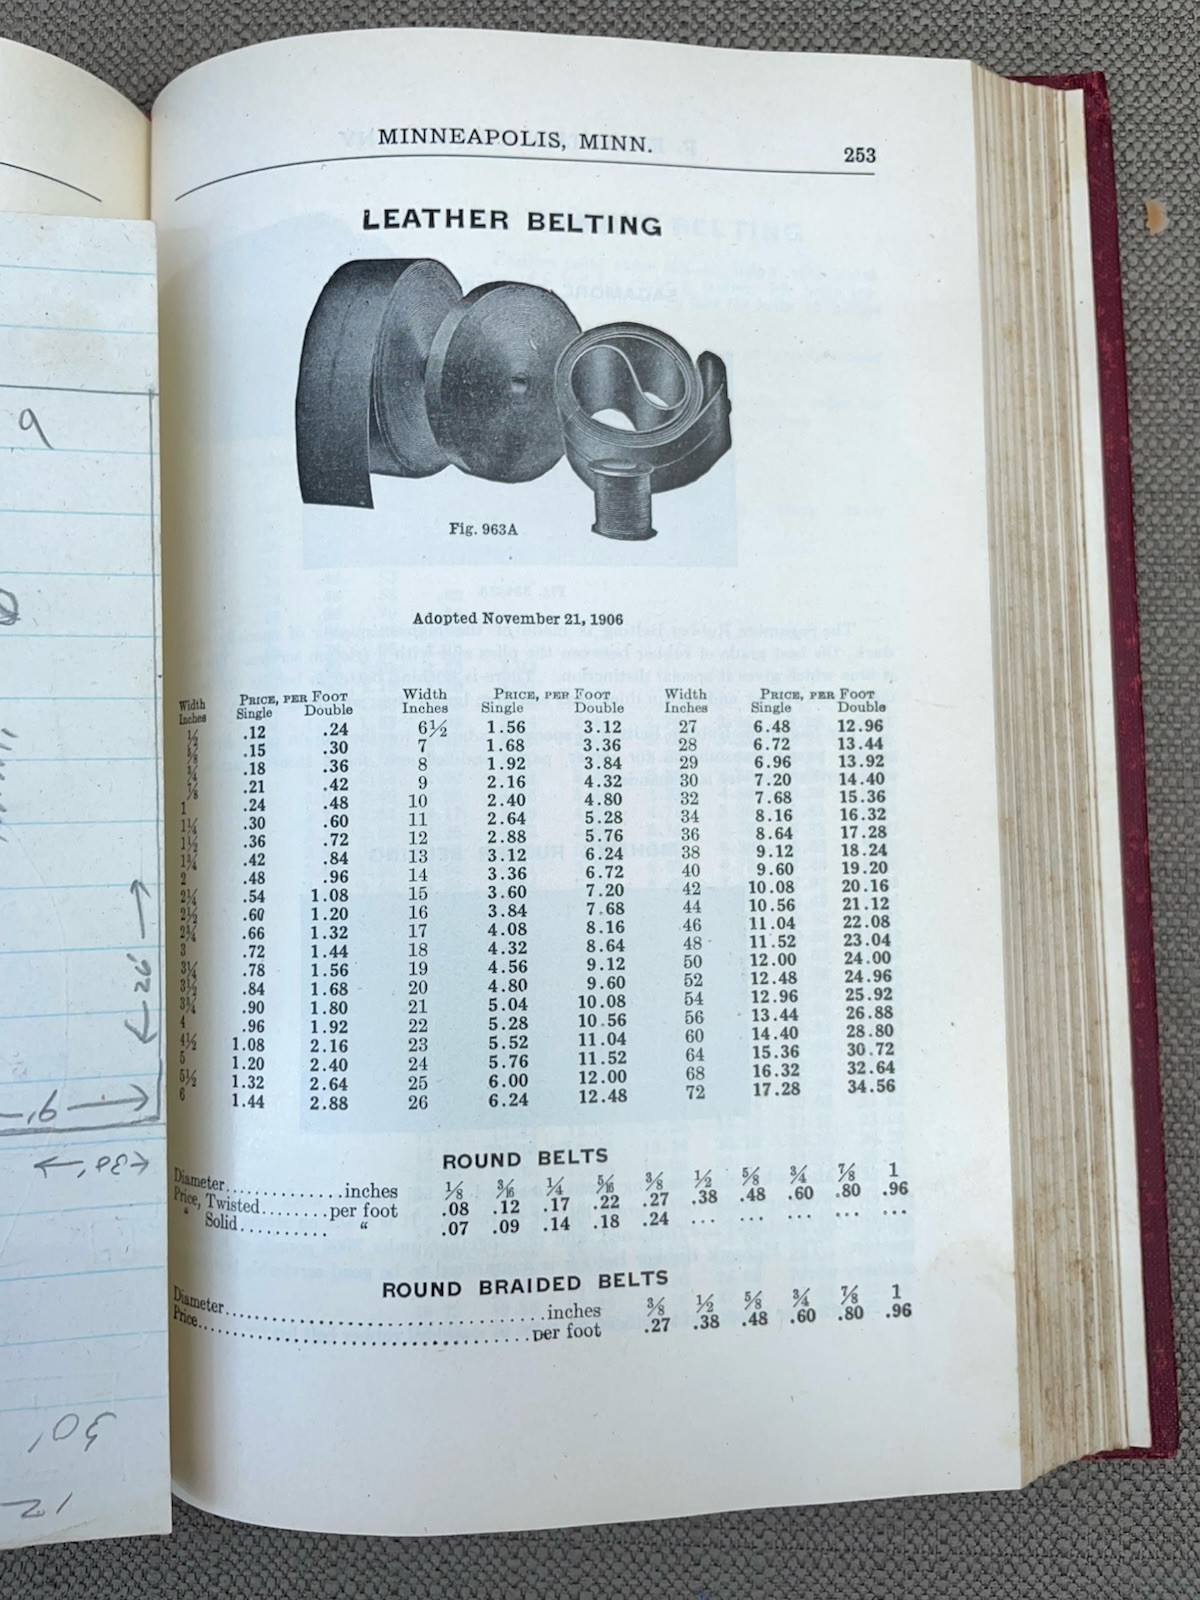 MINNEAPOLIS, MINN. 253
LEATHER BELTING
Fig. 963A
Adopted November 21, 1906
Width Inches PRICE, PER FOOT Single Double Width Inches PRICE, PER FOOT Single Double Width Inches PRICE, PER FOOT Single Double
½ .12 .24 6½ 1.56 3.12 27 6.48 12.96
⅝ .15 .30 7 1.68 3.36 28 6.72 13.44
¾ .18 .36 8 1.92 3.84 29 6.96 13.92
⅞ .21 .42 9 2.16 4.32 30 7.20 14.40
1 .24 .48 10 2.40 4.80 32 7.68 15.36
1¼ .30 .60 11 2.64 5.28 34 8.16 16.32
1½ .36 .72 12 2.88 5.76 36 8.64 17.28
1¾ .42 .84 13 3.12 6.24 38 9.12 18.24
2 .48 .96 14 3.36 6.72 40 9.60 19.20
2¼ .54 1.08 15 3.60 7.20 42 10.08 20.16
2½ .60 1.20 16 3.84 7.68 44 10.56 21.12
2¾ .66 1.32 17 4.08 8.16 46 11.04 22.08
3 .72 1.44 18 4.32 8.64 48 11.52 23.04
3¼ .78 1.56 19 4.56 9.12 50 12.00 24.00
3½ .84 1.68 20 4.80 9.60 52 12.48 24.96
3¾ .90 1.80 21 5.04 10.08 54 12.96 25.92
4 .96 1.92 22 5.28 10.56 56 13.44 26.88
4½ 1.08 2.16 23 5.52 11.04 60 14.40 28.80
5 1.20 2.40 24 5.76 11.52 64 15.36 30.72
5½ 1.32 2.64 25 6.00 12.00 68 16.32 32.64
6 1.44 2.88 26 6.24 12.48 72 17.28 34.56
ROUND BELTS
Diameter..............inches ⅛ 3/16 ¼ 5/16 ⅜ ½ ⅝ ¾ ⅞ 1
Price, Twisted........per foot .08 .12 .17 .22 .27 .38 .48 .60 .80 .96
“ Solid........... “ .07 .09 .14 .18 .24 ... ... ... ... ...
ROUND BRAIDED BELTS
Diameter........................................inches ⅜ ½ ⅝ ¾ ⅞ 1
Price..........................................per foot .27 .38 .48 .60 .80 .96
26'
9'
38'
30'
12